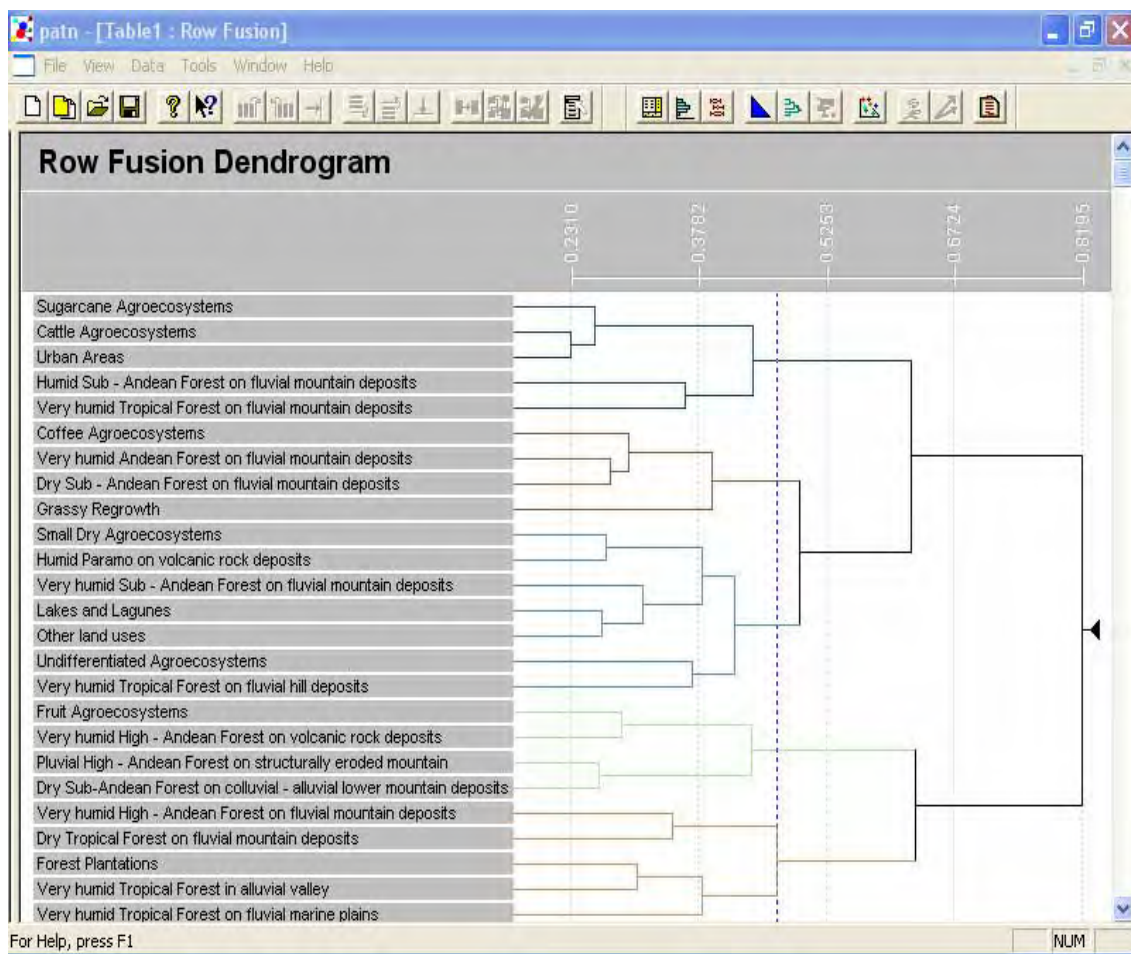 patn - [Table1 : Row Fusion]
File View Data Tools Window Help
Row Fusion Dendrogram
0.2310 0.3782 0.5253 0.6724 0.8195
Sugarcane Agroecosystems
Cattle Agroecosystems
Urban Areas
Humid Sub - Andean Forest on fluvial mountain deposits
Very humid Tropical Forest on fluvial mountain deposits
Coffee Agroecosystems
Very humid Andean Forest on fluvial mountain deposits
Dry Sub - Andean Forest on fluvial mountain deposits
Grassy Regrowth
Small Dry Agroecosystems
Humid Paramo on volcanic rock deposits
Very humid Sub - Andean Forest on fluvial mountain deposits
Lakes and Lagunes
Other land uses
Undifferentiated Agroecosystems
Very humid Tropical Forest on fluvial hill deposits
Fruit Agroecosystems
Very humid High - Andean Forest on volcanic rock deposits
Pluvial High - Andean Forest on structurally eroded mountain
Dry Sub-Andean Forest on colluvial - alluvial lower mountain deposits
Very humid High - Andean Forest on fluvial mountain deposits
Dry Tropical Forest on fluvial mountain deposits
Forest Plantations
Very humid Tropical Forest in alluvial valley
Very humid Tropical Forest on fluvial marine plains
For Help, press F1
NUM